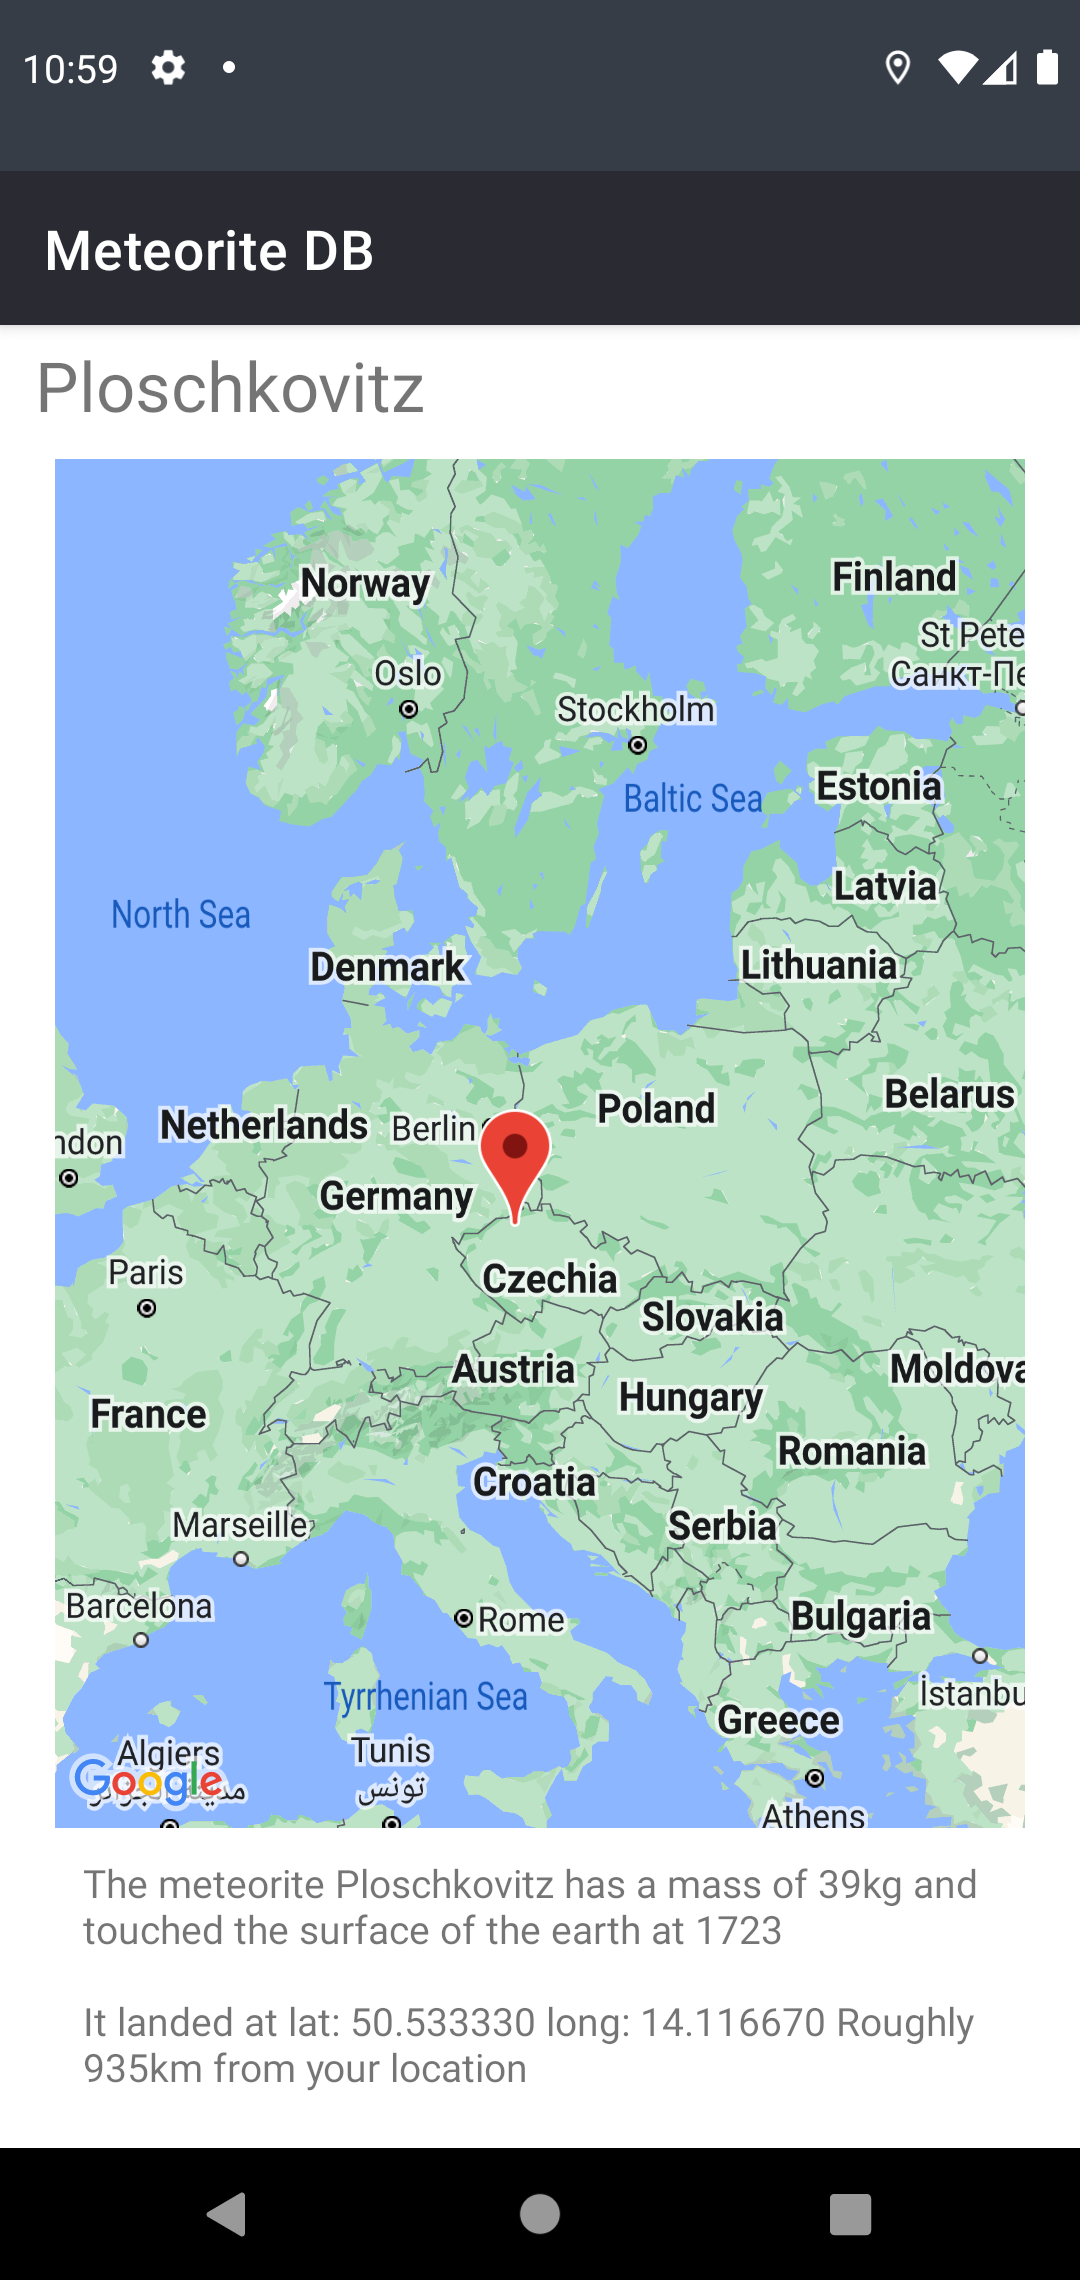 10:59
Meteorite DB
Ploschkovitz
Norway
Finland
St Pete
Санкт-Пе
Oslo
Stockholm
Baltic Sea
Estonia
Latvia
North Sea
Denmark
Lithuania
Belarus
Poland
Netherlands
Berlin
ndon
Germany
Paris
Czechia
Slovakia
Austria
Moldova
Hungary
France
Romania
Croatia
Marseille
Serbia
Barcelona
Rome
Bulgaria
İstanbu
Tyrrhenian Sea
Greece
Algiers
Tunis
تونس
Google
Athens
The meteorite Ploschkovitz has a mass of 39kg and
touched the surface of the earth at 1723
It landed at lat: 50.533330 long: 14.116670 Roughly
935km from your location